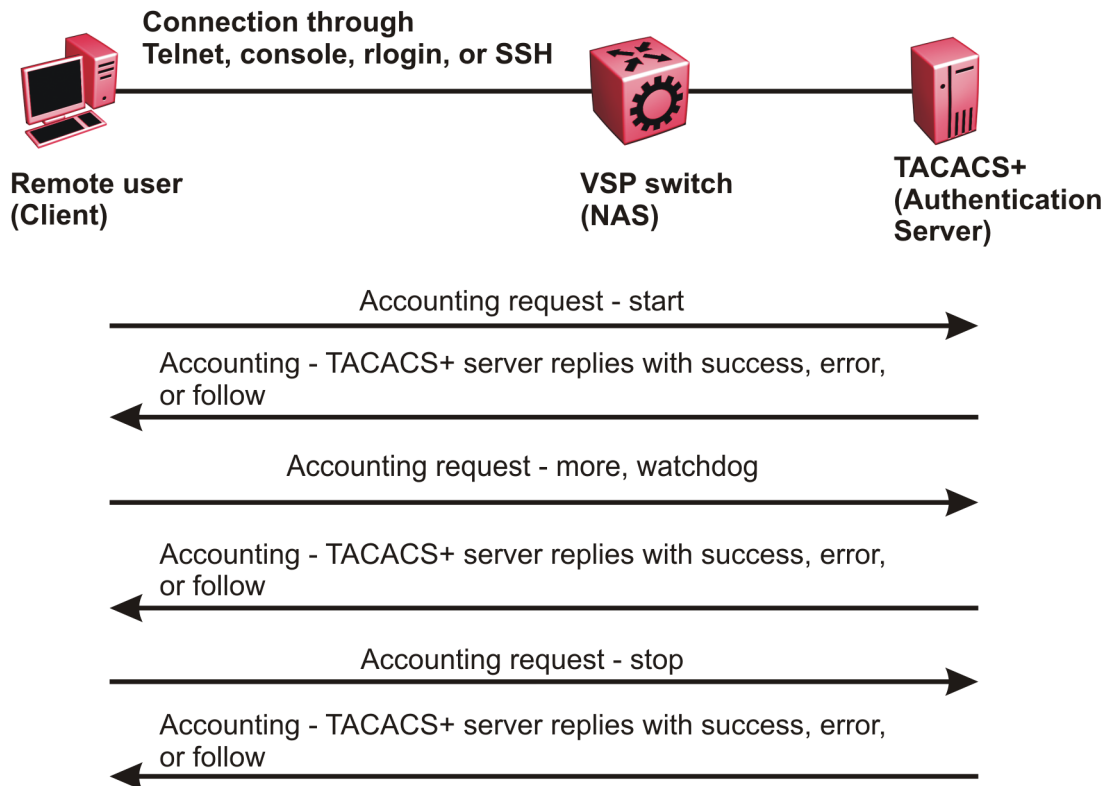 Connection through
Telnet, console, rlogin, or SSH
Remote user
(Client)
VSP switch
(NAS)
TACACS+
(Authentication
Server)
Accounting request - start
Accounting - TACACS+ server replies with success, error,
or follow
Accounting request - more, watchdog
Accounting - TACACS+ server replies with success, error,
or follow
Accounting request - stop
Accounting - TACACS+ server replies with success, error,
or follow